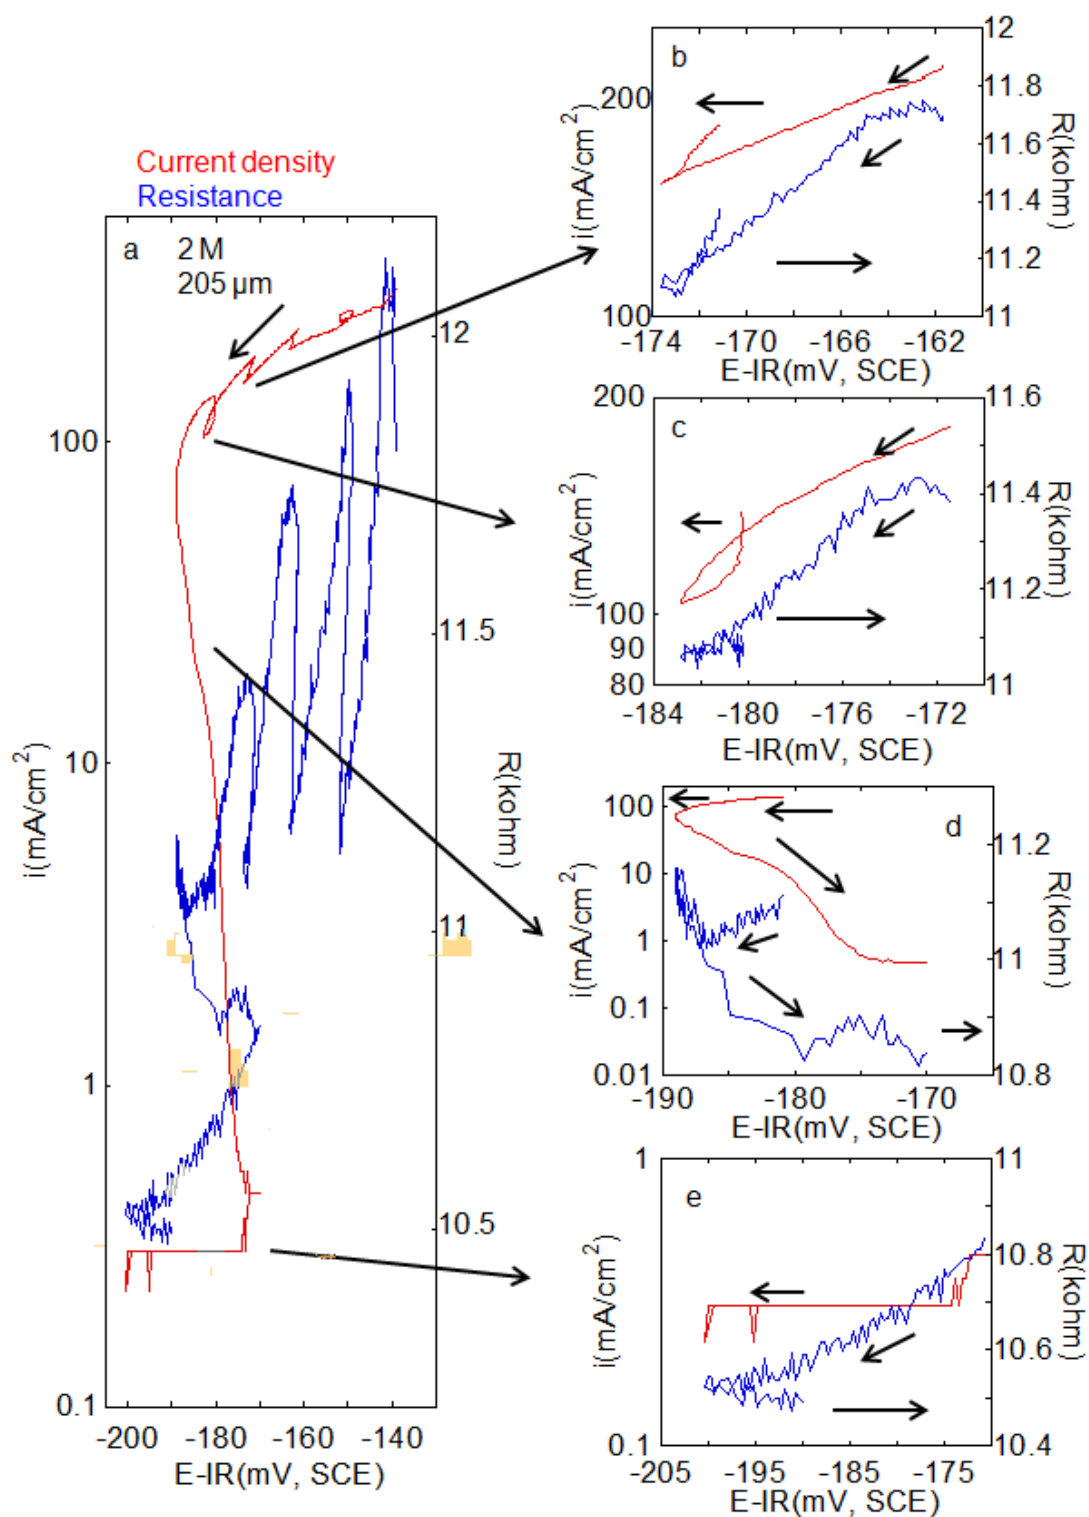 Current density
Resistance
a
2 M
205 µm
100
10
1
0.1
i(mA/cm²)
12
11.5
11
10.5
R(kohm)
-200
-180
-160
-140
E-IR(mV, SCE)
b
200
100
i(mA/cm²)
12
11.8
11.6
11.4
11.2
11
R(kohm)
-174
-170
-166
-162
E-IR(mV, SCE)
c
200
100
90
80
i(mA/cm²)
11.6
11.4
11.2
11
R(kohm)
-184
-180
-176
-172
E-IR(mV, SCE)
d
100
10
1
0.1
0.01
i(mA/cm²)
11.2
11
10.8
R(kohm)
-190
-180
-170
E-IR(mV, SCE)
e
1
0.1
i(mA/cm²)
11
10.8
10.6
10.4
R(kohm)
-205
-195
-185
-175
E-IR(mV, SCE)